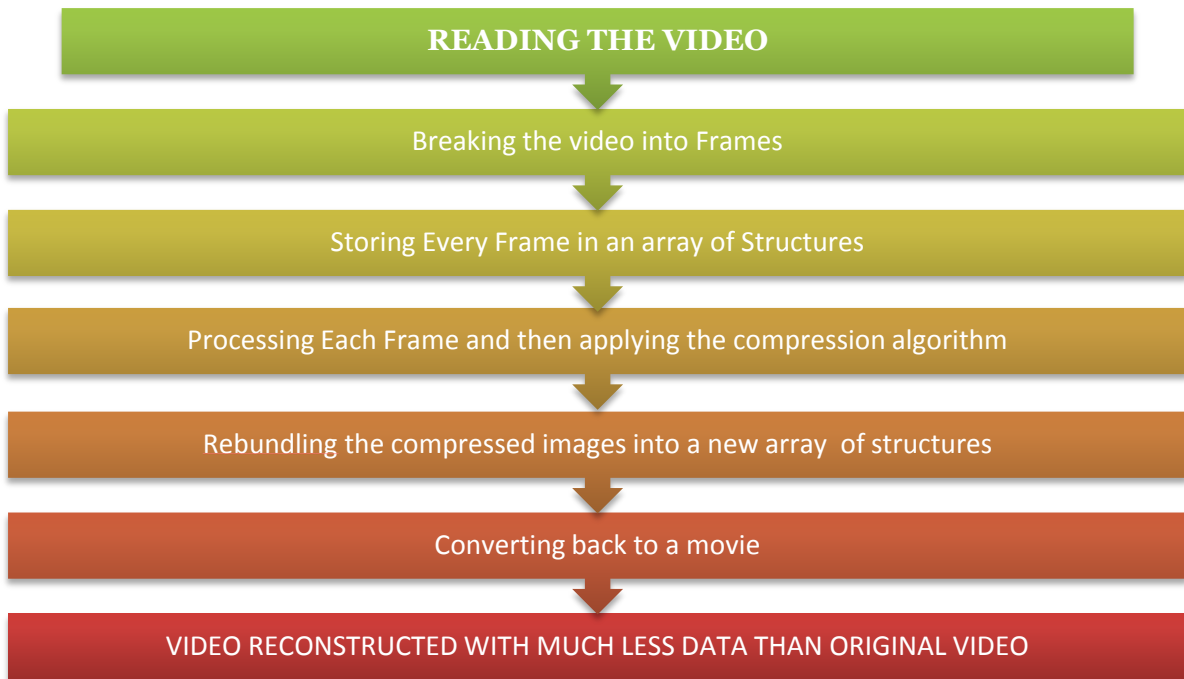 READING THE VIDEO
Breaking the video into Frames
Storing Every Frame in an array of Structures
Processing Each Frame and then applying the compression algorithm
Rebundling the compressed images into a new array of structures
Converting back to a movie
VIDEO RECONSTRUCTED WITH MUCH LESS DATA THAN ORIGINAL VIDEO